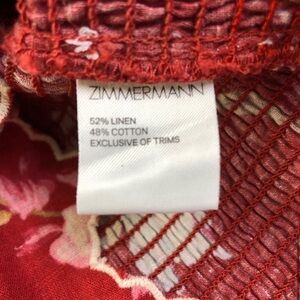 ZIMMERMANN
52% LINEN
48% COTTON
EXCLUSIVE OF TRIMS